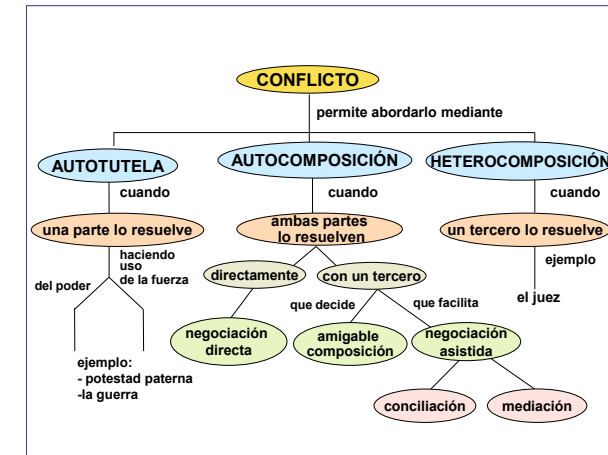 CONFLICTO
permite abordarlo mediante
AUTOTUTELA
AUTOCOMPOSICIÓN
HETEROCOMPOSICIÓN
cuando
cuando
cuando
una parte lo resuelve
ambas partes
lo resuelven
un tercero lo resuelve
del poder
haciendo
uso
de la fuerza
directamente
con un tercero
ejemplo
el juez
que decide
que facilita
negociación
directa
amigable
composición
negociación
asistida
ejemplo:
- potestad paterna
-la guerra
conciliación
mediación